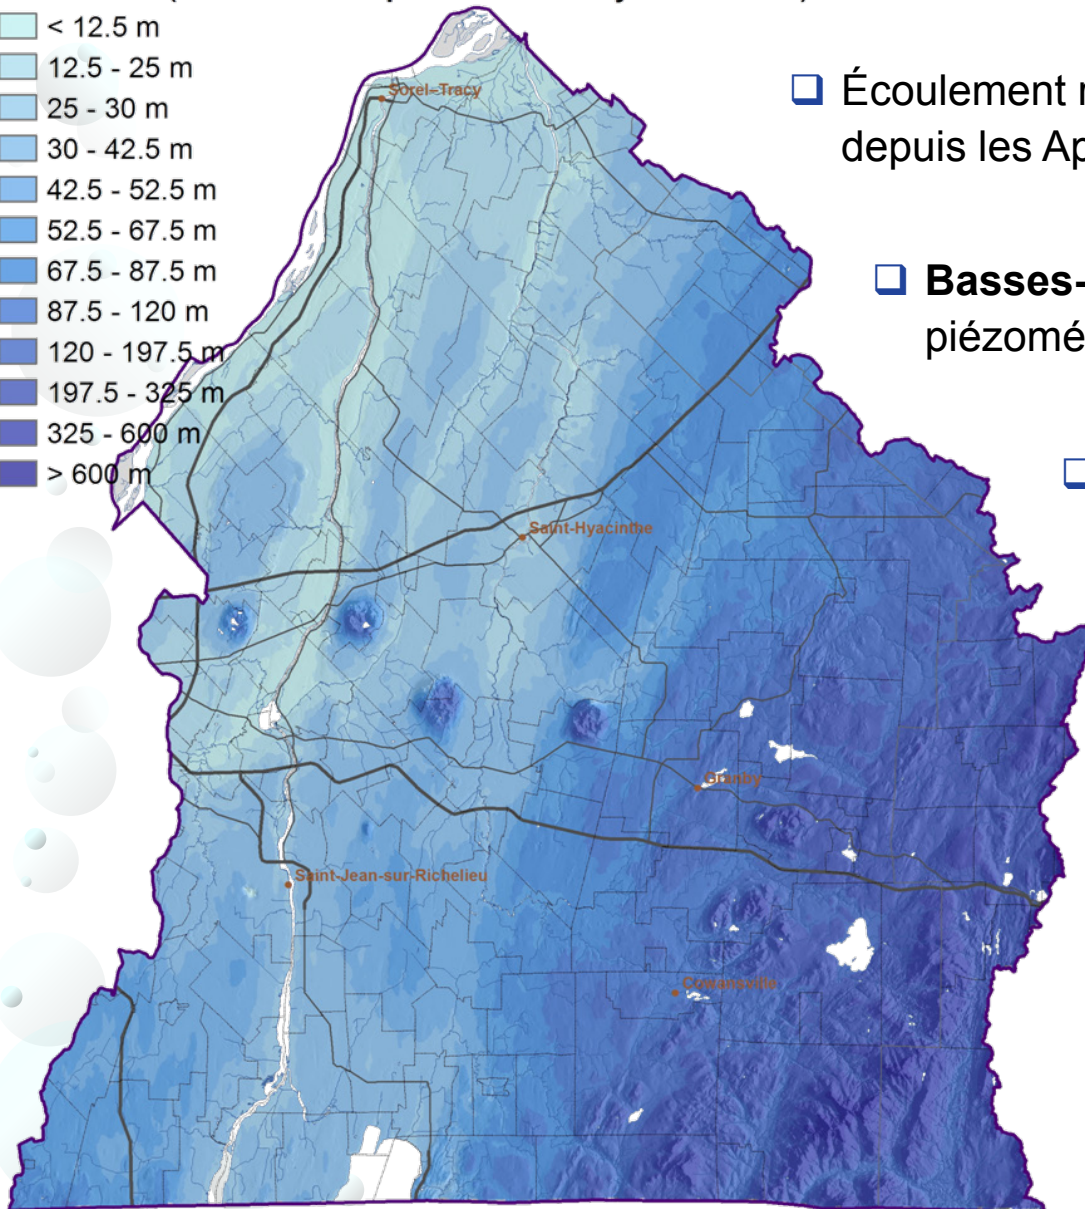 < 12.5 m
12.5 - 25 m
25 - 30 m
30 - 42.5 m
42.5 - 52.5 m
52.5 - 67.5 m
67.5 - 87.5 m
87.5 - 120 m
120 - 197.5 m
197.5 - 325 m
325 - 600 m
> 600 m
Sorel-Tracy
Saint-Hyacinthe
Granby
Saint-Jean-sur-Richelieu
Cowansville
Écoulement
depuis les Ap
Basses-
piézomé